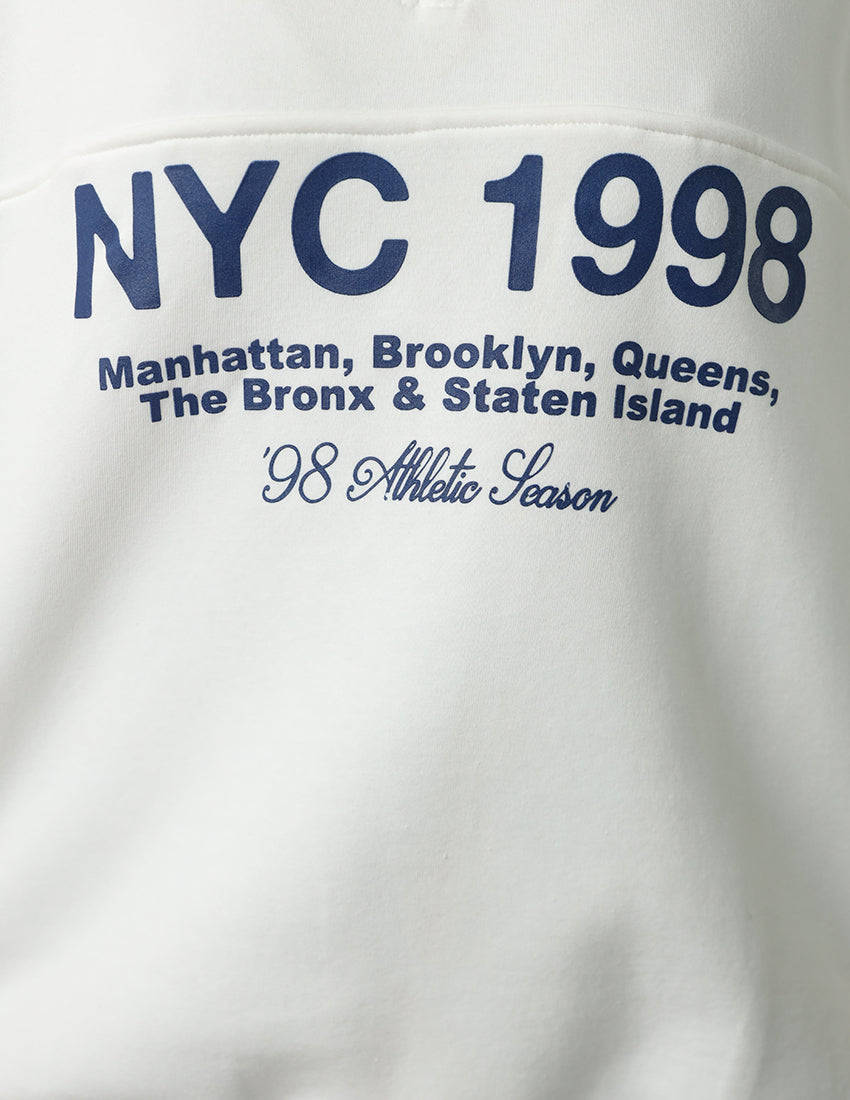 NYC 1998
Manhattan, Brooklyn, Queens,
The Bronx & Staten Island
'98 Athletic Season